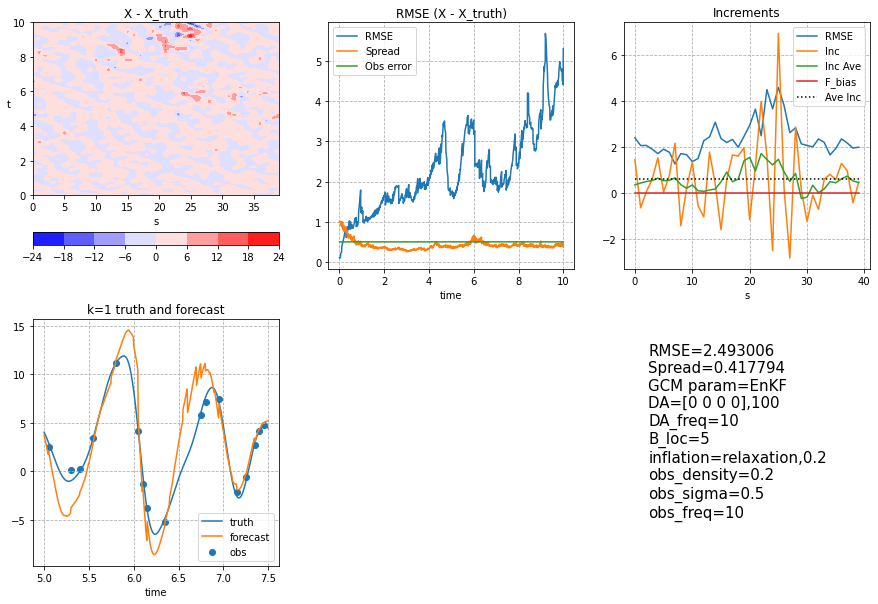 X - X_truth
10
8
6
4
2
0
t
0 5 10 15 20 25 30 35
s
−24 −18 −12 −6 0 6 12 18 24
RMSE (X - X_truth)
RMSE
Spread
Obs error
5
4
3
2
1
0
0 2 4 6 8 10
time
Increments
RMSE
Inc
Inc Ave
F_bias
Ave Inc
6
4
2
0
−2
0 10 20 30 40
s
k=1 truth and forecast
15
10
5
0
−5
truth
forecast
obs
5.0 5.5 6.0 6.5 7.0 7.5
time
RMSE=2.493006
Spread=0.417794
GCM param=EnKF
DA=[0 0 0 0],100
DA_freq=10
B_loc=5
inflation=relaxation,0.2
obs_density=0.2
obs_sigma=0.5
obs_freq=10